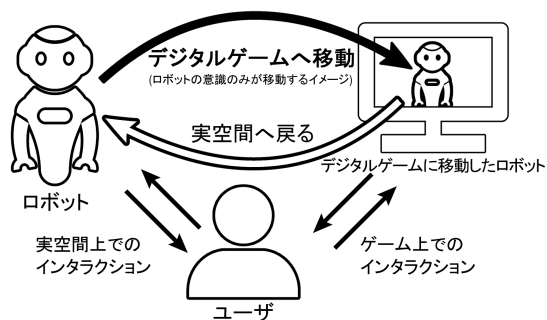 デジタルゲームへ移動
(ロボットの意識のみが移動するイメージ)
実空間へ戻る
デジタルゲームに移動したロボット
ロボット
実空間上での
インタラクション
ゲーム上での
インタラクション
ユーザ